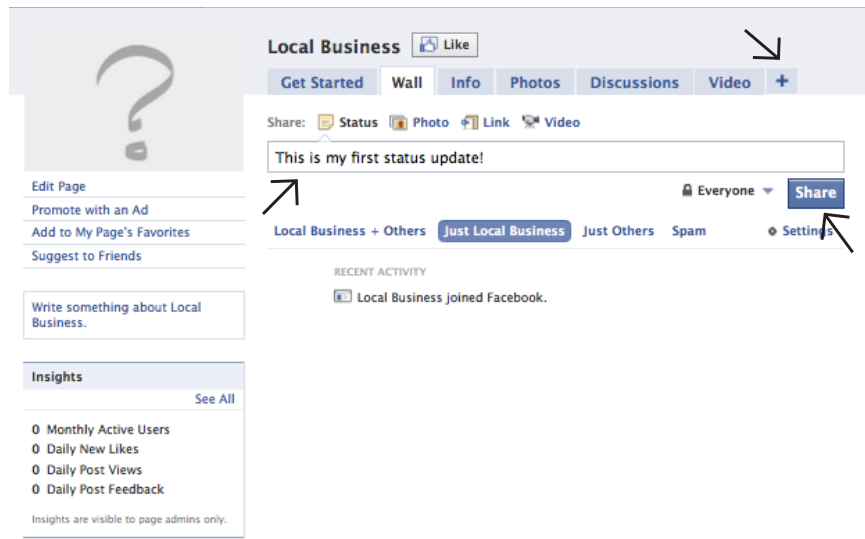 Local Business Like
Get Started Wall Info Photos Discussions Video +
Share: Status Photo Link Video
This is my first status update!
Everyone Share
Local Business + Others Just Local Business Just Others Spam Settings
RECENT ACTIVITY
Local Business joined Facebook.
?
Edit Page
Promote with an Ad
Add to My Page's Favorites
Suggest to Friends
Write something about Local
Business.
Insights
See All
0 Monthly Active Users
0 Daily New Likes
0 Daily Post Views
0 Daily Post Feedback
Insights are visible to page admins only.